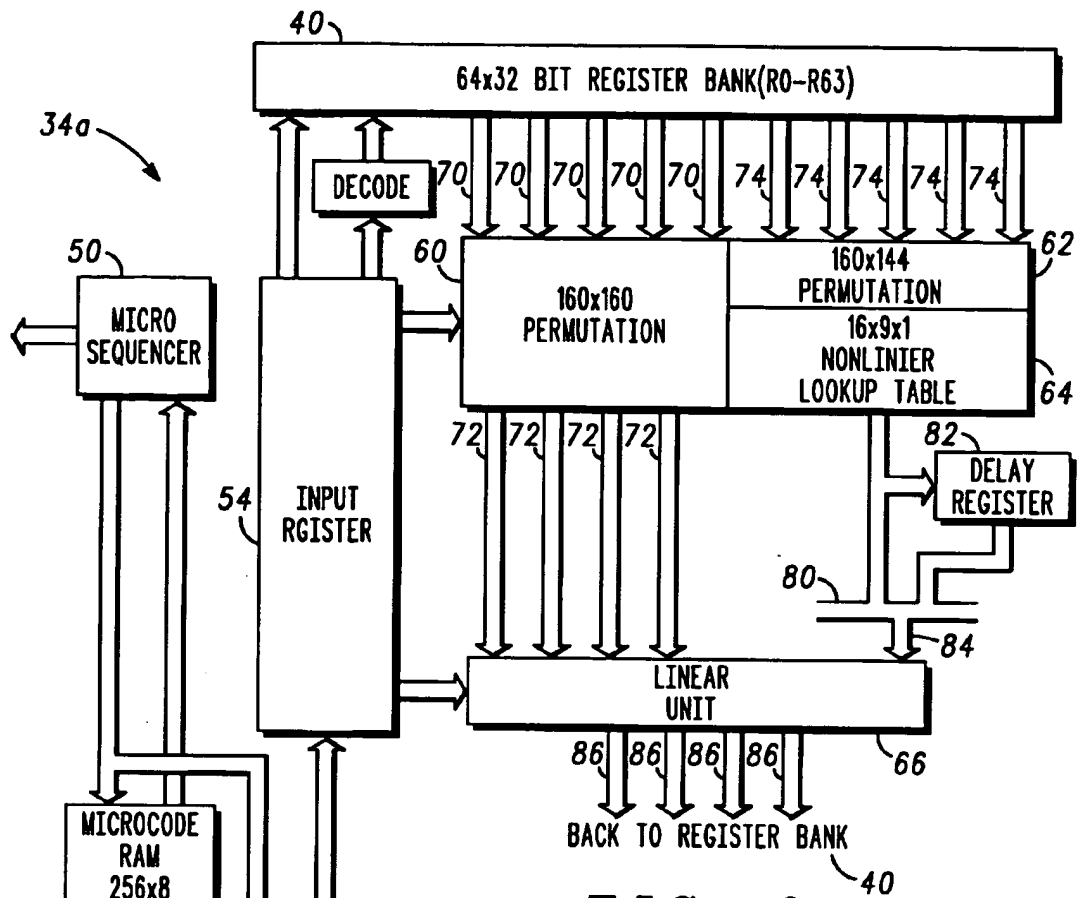 40
64x32 BIT REGISTER BANK(R0-R63)
34a
DECODE
70 70 70 70 70 74 74 74 74 74
50
MICRO
SEQUENCER
60
160x160
PERMUTATION
62
160x144
PERMUTATION
16x9x1
NONLINIER
LOOKUP TABLE
64
72 72 72 72
82
DELAY
REGISTER
54
INPUT
RGISTER
80
84
LINEAR
UNIT
66
86 86 86 86
BACK TO REGISTER BANK
40
MICROCODE
RAM
256x8